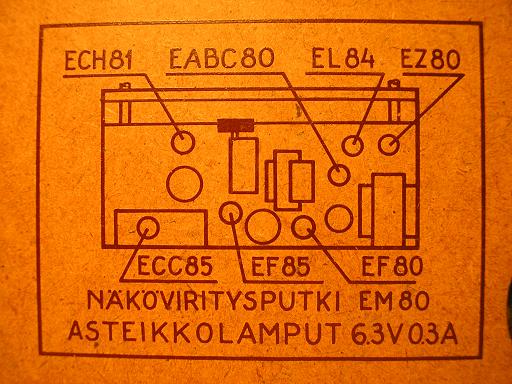 ECH81 EABC80 EL84 EZ80
ECC85 EF85 EF80
NÄKÖVIRITYSPUTKI EM80
ASTEIKKOLAMPUT 6.3V 0.3A